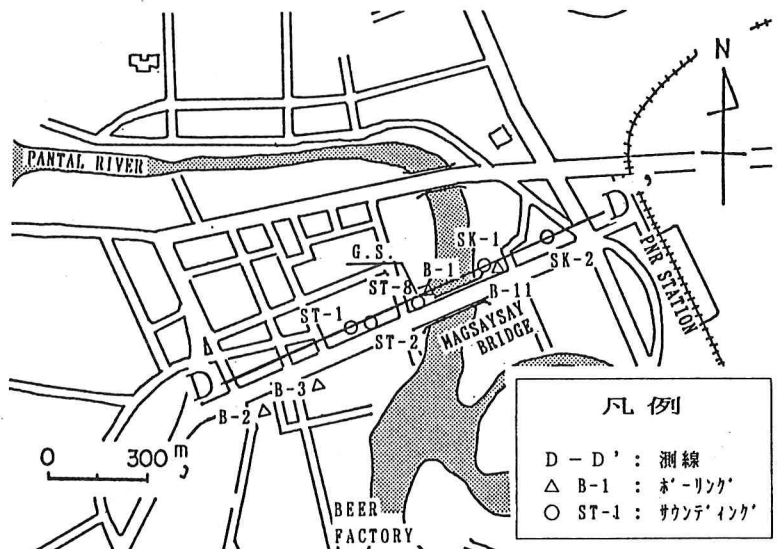 N
PANTAL RIVER
D'
PNR STATION
SK-1
SK-2
G.S.
B-1
ST-8
B-11
ST-1
ST-2
MAGSAYSAY
BRIDGE
D
B-3
B-2
0 300 m
BEER
FACTORY
凡例
D－D'： 測線
△ B-1 ： ボーリング
○ ST-1 ： サウンディング